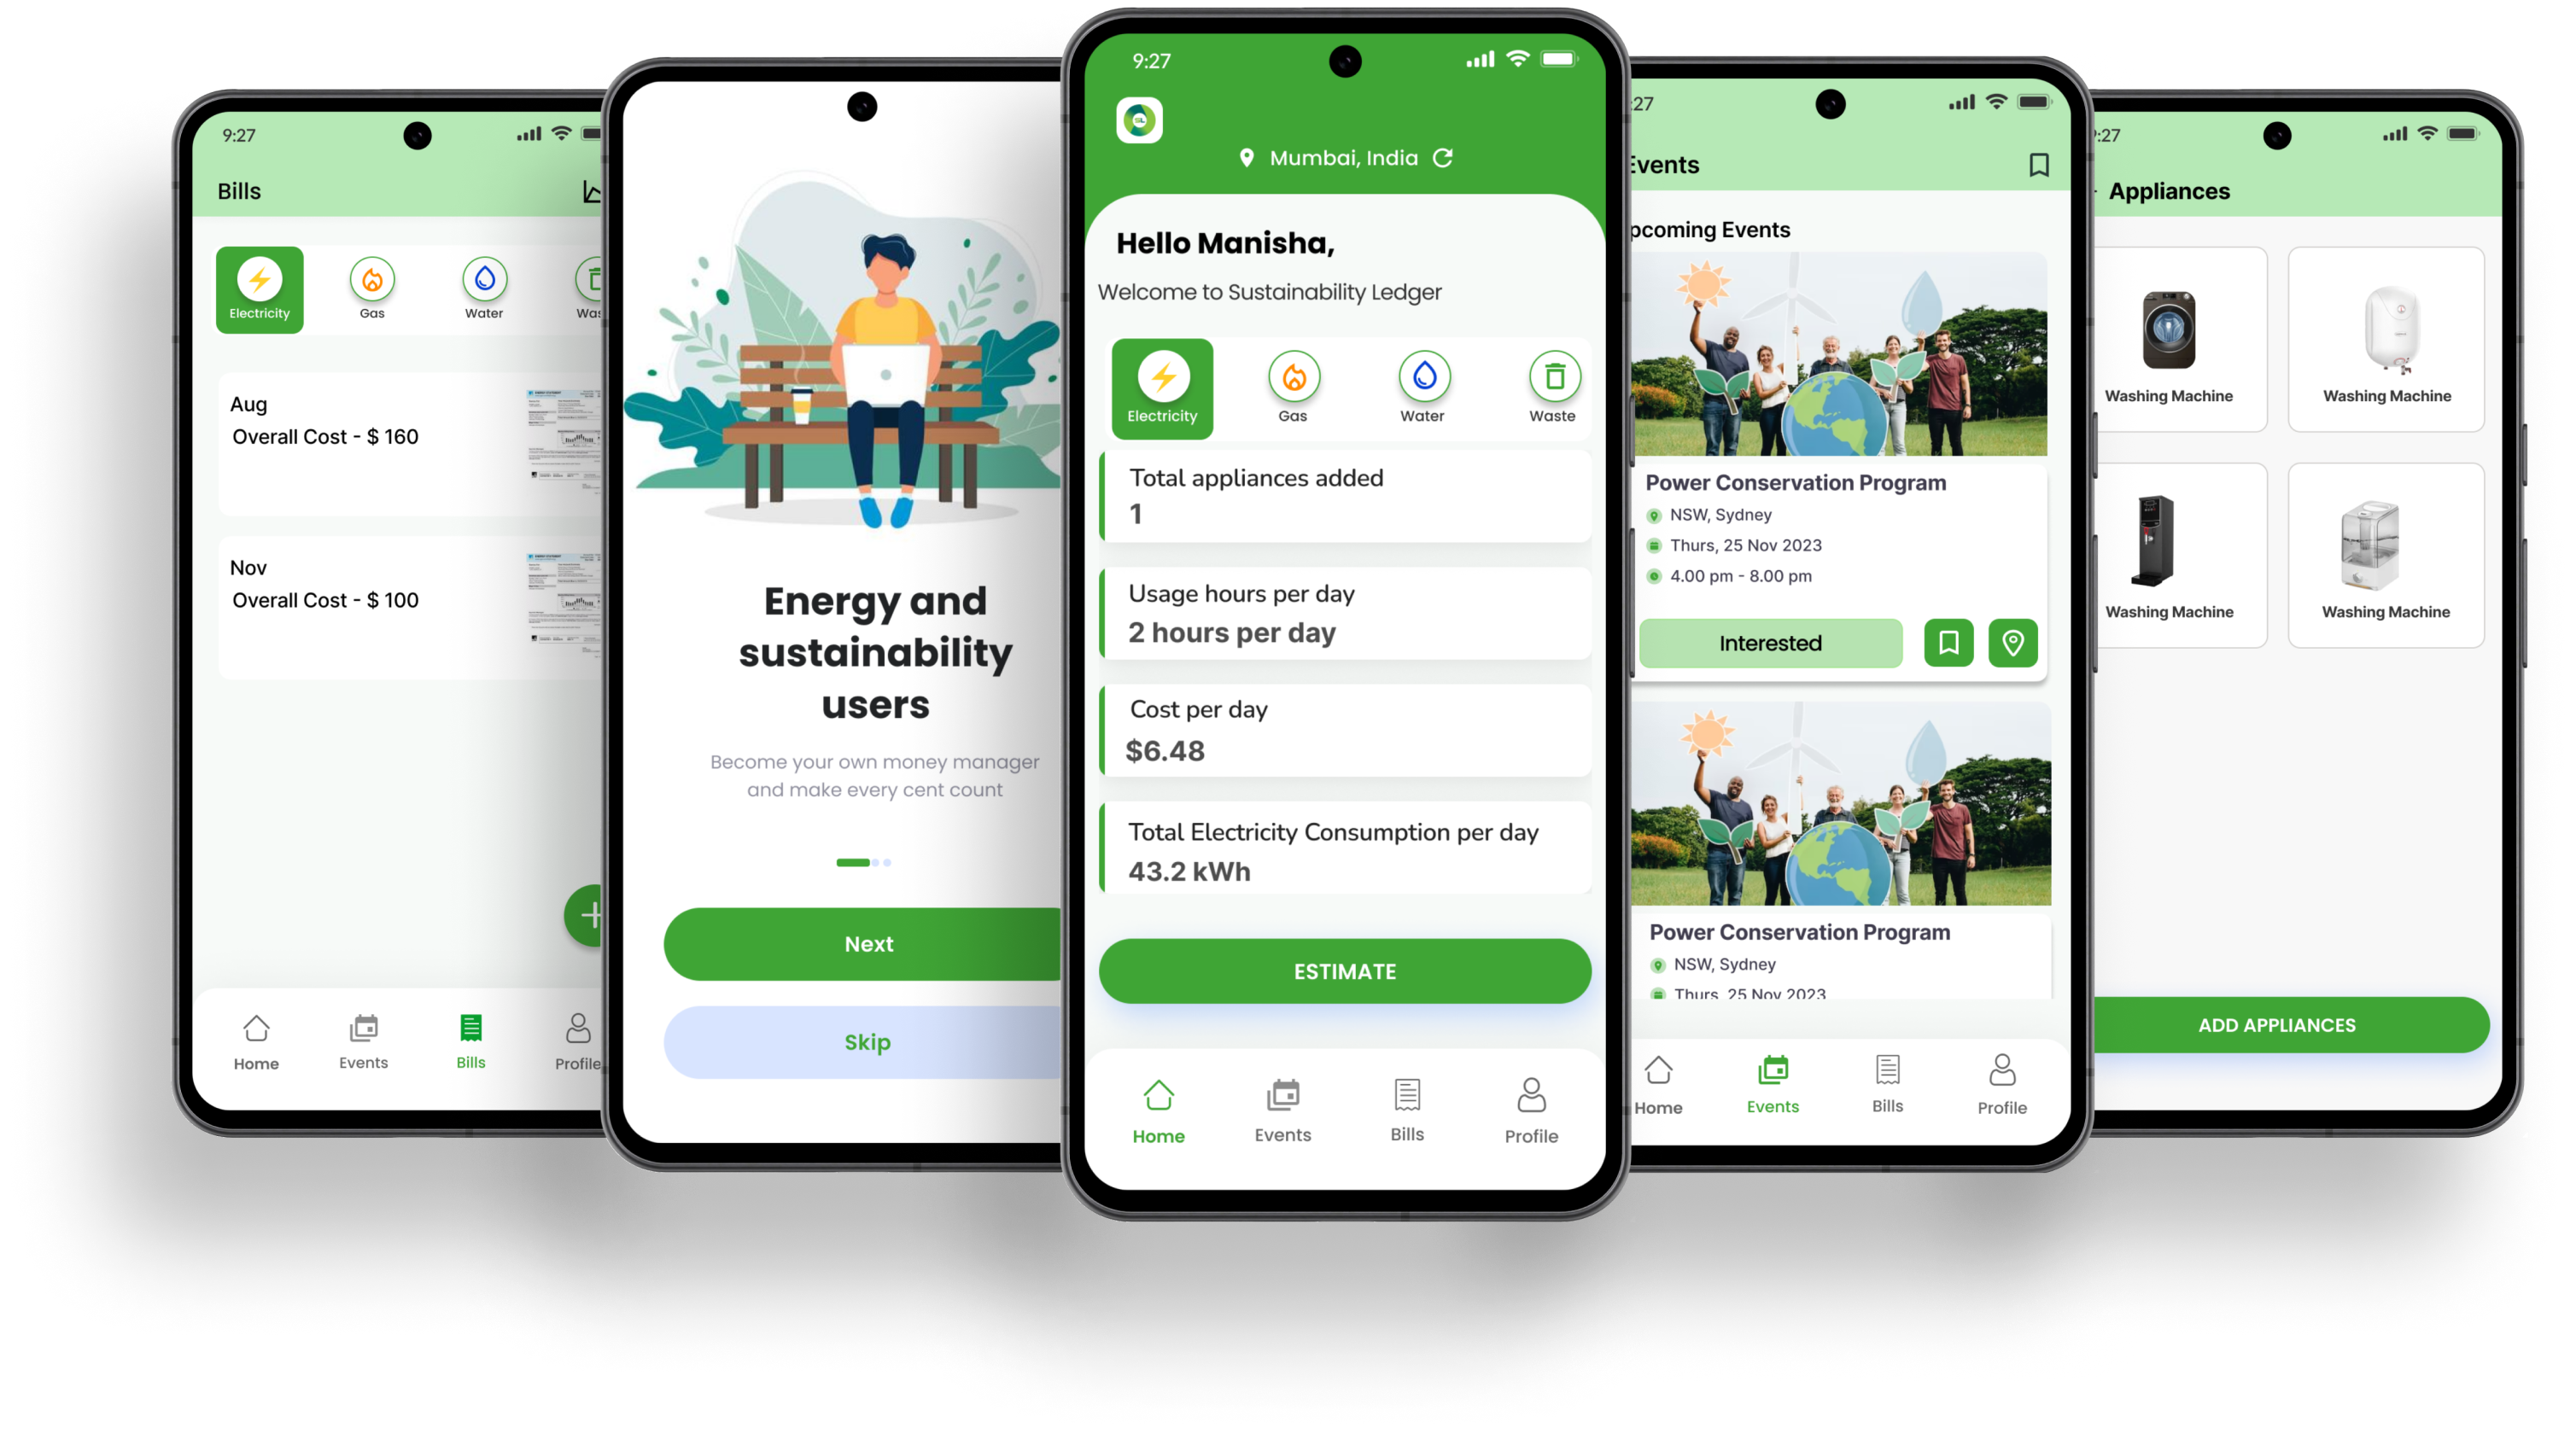 9:27
Bills
Electricity
Gas
Water
Aug
Overall Cost - $ 160
Nov
Overall Cost - $ 100
Home
Events
Bills
Profile
Energy and
sustainability
users
Become your own money manager
and make every cent count
Next
Skip
9:27
SL
Mumbai, India
Hello Manisha,
Welcome to Sustainability Ledger
Electricity
Gas
Water
Waste
Total appliances added
1
Usage hours per day
2 hours per day
Cost per day
$6.48
Total Electricity Consumption per day
43.2 kWh
ESTIMATE
Home
Events
Bills
Profile
:27
Events
pcoming Events
Power Conservation Program
NSW, Sydney
Thurs, 25 Nov 2023
4.00 pm - 8.00 pm
Interested
Power Conservation Program
NSW, Sydney
Thurs, 25 Nov 2023
Home
Events
Bills
Profile
:27
Appliances
Washing Machine
Washing Machine
Washing Machine
Washing Machine
ADD APPLIANCES